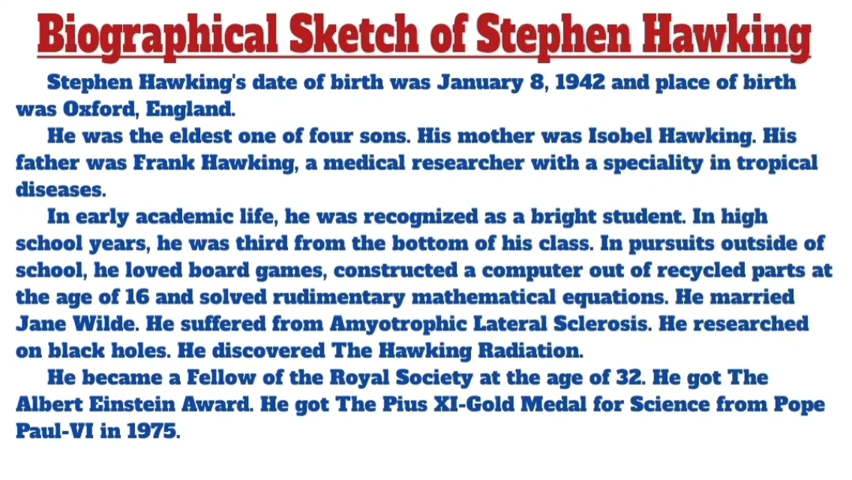 Biographical Sketch of Stephen Hawking
Stephen Hawking's date of birth was January 8, 1942 and place of birth
was Oxford, England.
He was the eldest one of four sons. His mother was Isobel Hawking. His
father was Frank Hawking, a medical researcher with a speciality in tropical
diseases.
In early academic life, he was recognized as a bright student. In high
school years, he was third from the bottom of his class. In pursuits outside of
school, he loved board games, constructed a computer out of recycled parts at
the age of 16 and solved rudimentary mathematical equations. He married
Jane Wilde. He suffered from Amyotrophic Lateral Sclerosis. He researched
on black holes. He discovered The Hawking Radiation.
He became a Fellow of the Royal Society at the age of 32. He got The
Albert Einstein Award. He got The Pius XI-Gold Medal for Science from Pope
Paul-VI in 1975.